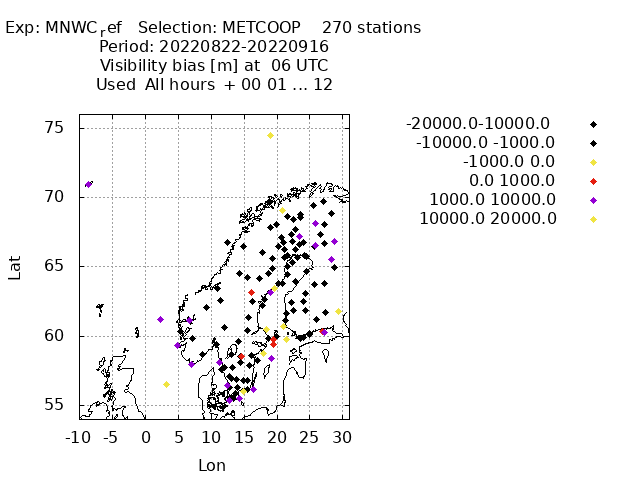 Exp: MNWC_ref   Selection: METCOOP    270 stations
Period: 20220822-20220916
Visibility bias [m] at  06 UTC
Used  All hours  + 00 01 ... 12
-20000.0-10000.0
-10000.0 -1000.0
-1000.0 0.0
0.0 1000.0
1000.0 10000.0
10000.0 20000.0
75
70
65
60
55
Lat
-10 -5 0 5 10 15 20 25 30
Lon